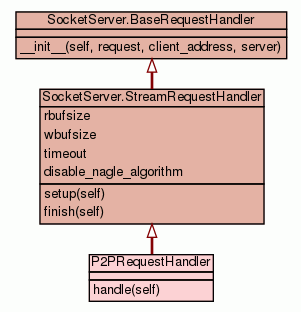 SocketServer.BaseRequestHandler
__init__(self, request, client_address, server)
SocketServer.StreamRequestHandler
rbufsize
wbufsize
timeout
disable_nagle_algorithm
setup(self)
finish(self)
P2PRequestHandler
handle(self)